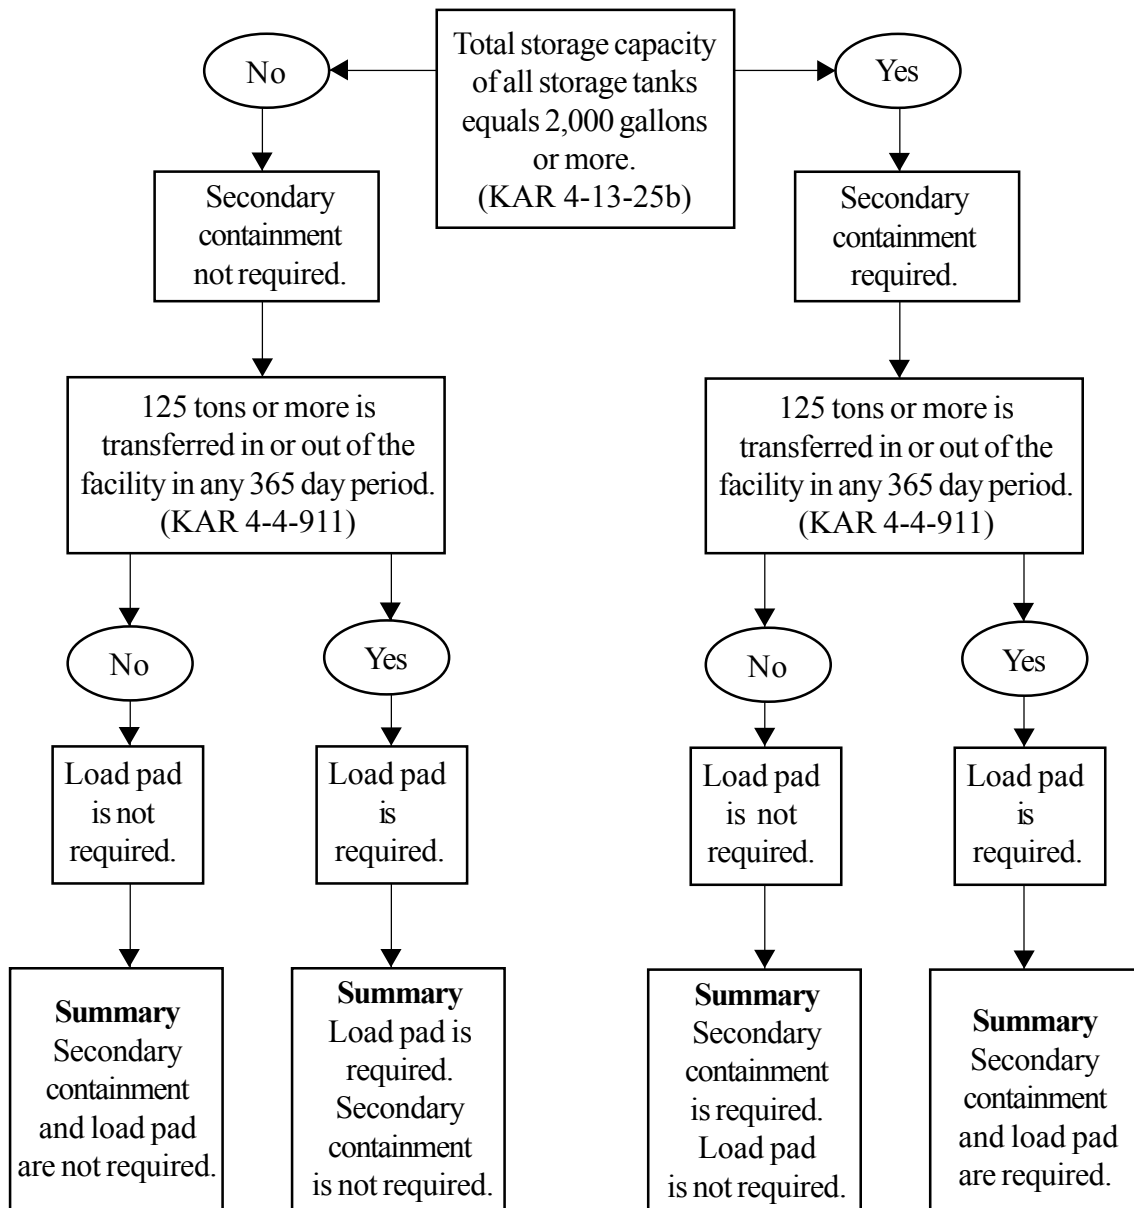 Total storage capacity
of all storage tanks
equals 2,000 gallons
or more.
(KAR 4-13-25b)
No
Yes
Secondary
containment
not required.
Secondary
containment
required.
125 tons or more is
transferred in or out of the
facility in any 365 day period.
(KAR 4-4-911)
125 tons or more is
transferred in or out of the
facility in any 365 day period.
(KAR 4-4-911)
No
Yes
No
Yes
Load pad
is not
required.
Load pad
is
required.
Load pad
is not
required.
Load pad
is
required.
Summary
Secondary
containment
and load pad
are not required.
Summary
Load pad is
required.
Secondary
containment
is not required.
Summary
Secondary
containment
is required.
Load pad
is not required.
Summary
Secondary
containment
and load pad
are required.